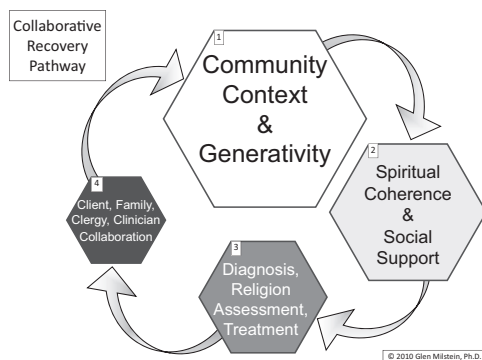 Collaborative
Recovery
Pathway
1
Community
Context
&
Generativity
2
Spiritual
Coherence
&
Social
Support
3
Diagnosis,
Religion
Assessment,
Treatment
4
Client, Family,
Clergy, Clinician
Collaboration
© 2010 Glen Milstein, Ph.D.